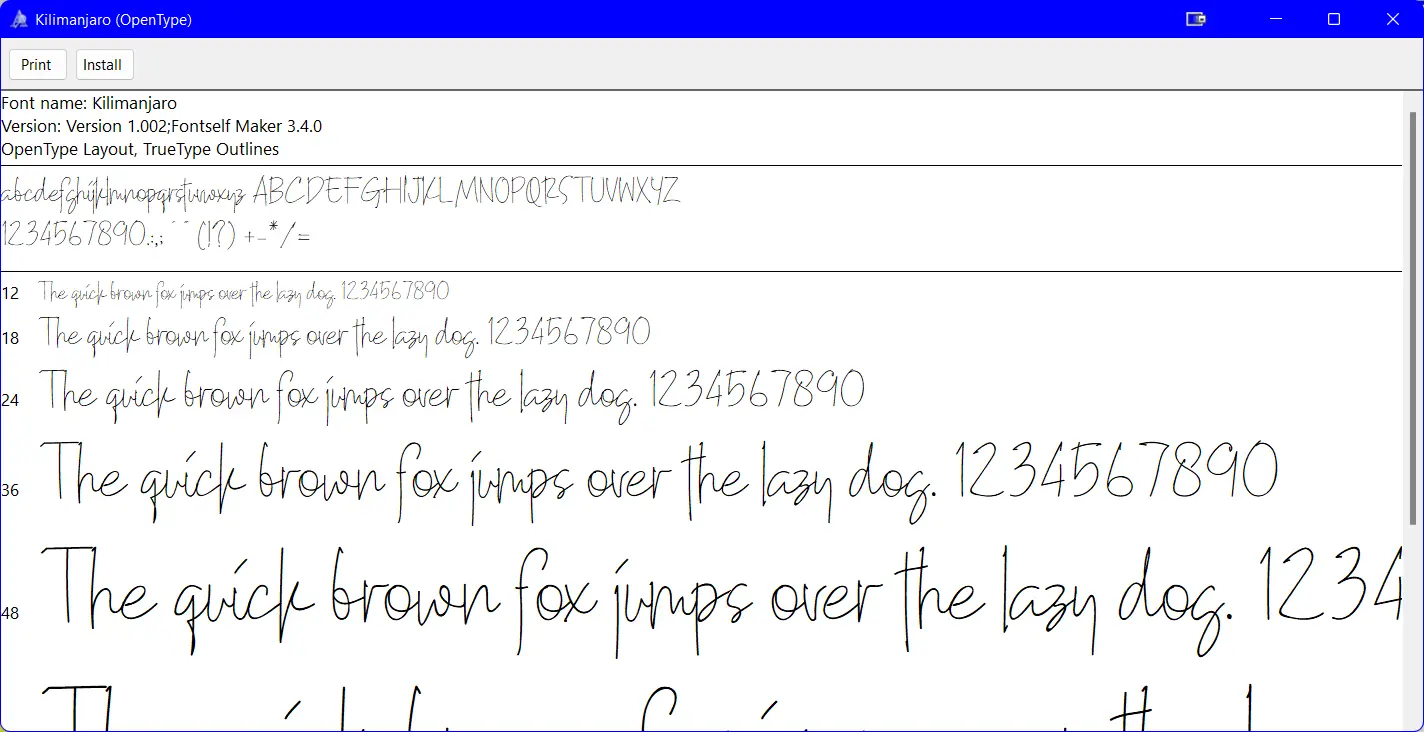 Kilimanjaro (OpenType)
Print Install
Font name: Kilimanjaro
Version: Version 1.002;Fontself Maker 3.4.0
OpenType Layout, TrueType Outlines
abcdefghijklmnopqrstuvwxyz ABCDEFGHIJKLMNOPQRSTUVWXYZ
1234567890.:,; ' " (!?) +-*/=
12 The quick brown fox jumps over the lazy dog. 1234567890
18 The quick brown fox jumps over the lazy dog. 1234567890
24 The quick brown fox jumps over the lazy dog. 1234567890
36 The quick brown fox jumps over the lazy dog. 1234567890
48 The quick brown fox jumps over the lazy dog. 1234